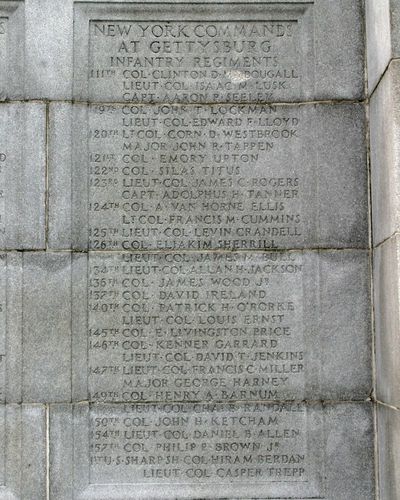 NEW YORK COMMANDS
AT GETTYSBURG
INFANTRY REGIMENTS
111TH COL·CLINTON D·MCDOUGALL
LIEUT·COL·ISAAC M·LUSK
CAPT·AARON P·SEELEY
119TH COL·JOHN T·LOCKMAN
LIEUT·COL·EDWARD F·LLOYD
120TH LT·COL·CORN·D·WESTBROOK
MAJOR JOHN R·TAPPEN
121ST COL·EMORY UPTON
122ND COL·SILAS TITUS
123RD LIEUT·COL·JAMES C·ROGERS
CAPT·ADOLPHUS H·TANNER
124TH COL·A·VAN HORNE ELLIS
LT·COL·FRANCIS M·CUMMINS
125TH LIEUT·COL·LEVIN CRANDELL
126TH COL·ELIAKIM SHERRILL
LIEUT·COL·JAMES M·BULL
134TH LIEUT·COL·ALLAN H·JACKSON
136TH COL·JAMES WOOD JR
137TH COL·DAVID IRELAND
140TH COL·PATRICK H·O'RORKE
LIEUT·COL·LOUIS ERNST
145TH COL·E·LIVINGSTON PRICE
146TH COL·KENNER GARRARD
LIEUT·COL·DAVID T·JENKINS
147TH LIEUT·COL·FRANCIS C·MILLER
MAJOR GEORGE HARNEY
149TH COL·HENRY A·BARNUM
LIEUT·COL·CHAS·B·RANDALL
150TH COL·JOHN H·KETCHAM
154TH LIEUT·COL·DANIEL B·ALLEN
157TH COL·PHILIP P·BROWN JR
1ST U·S·SHARPSH·COL·HIRAM BERDAN
LIEUT·COL·CASPER TREPP